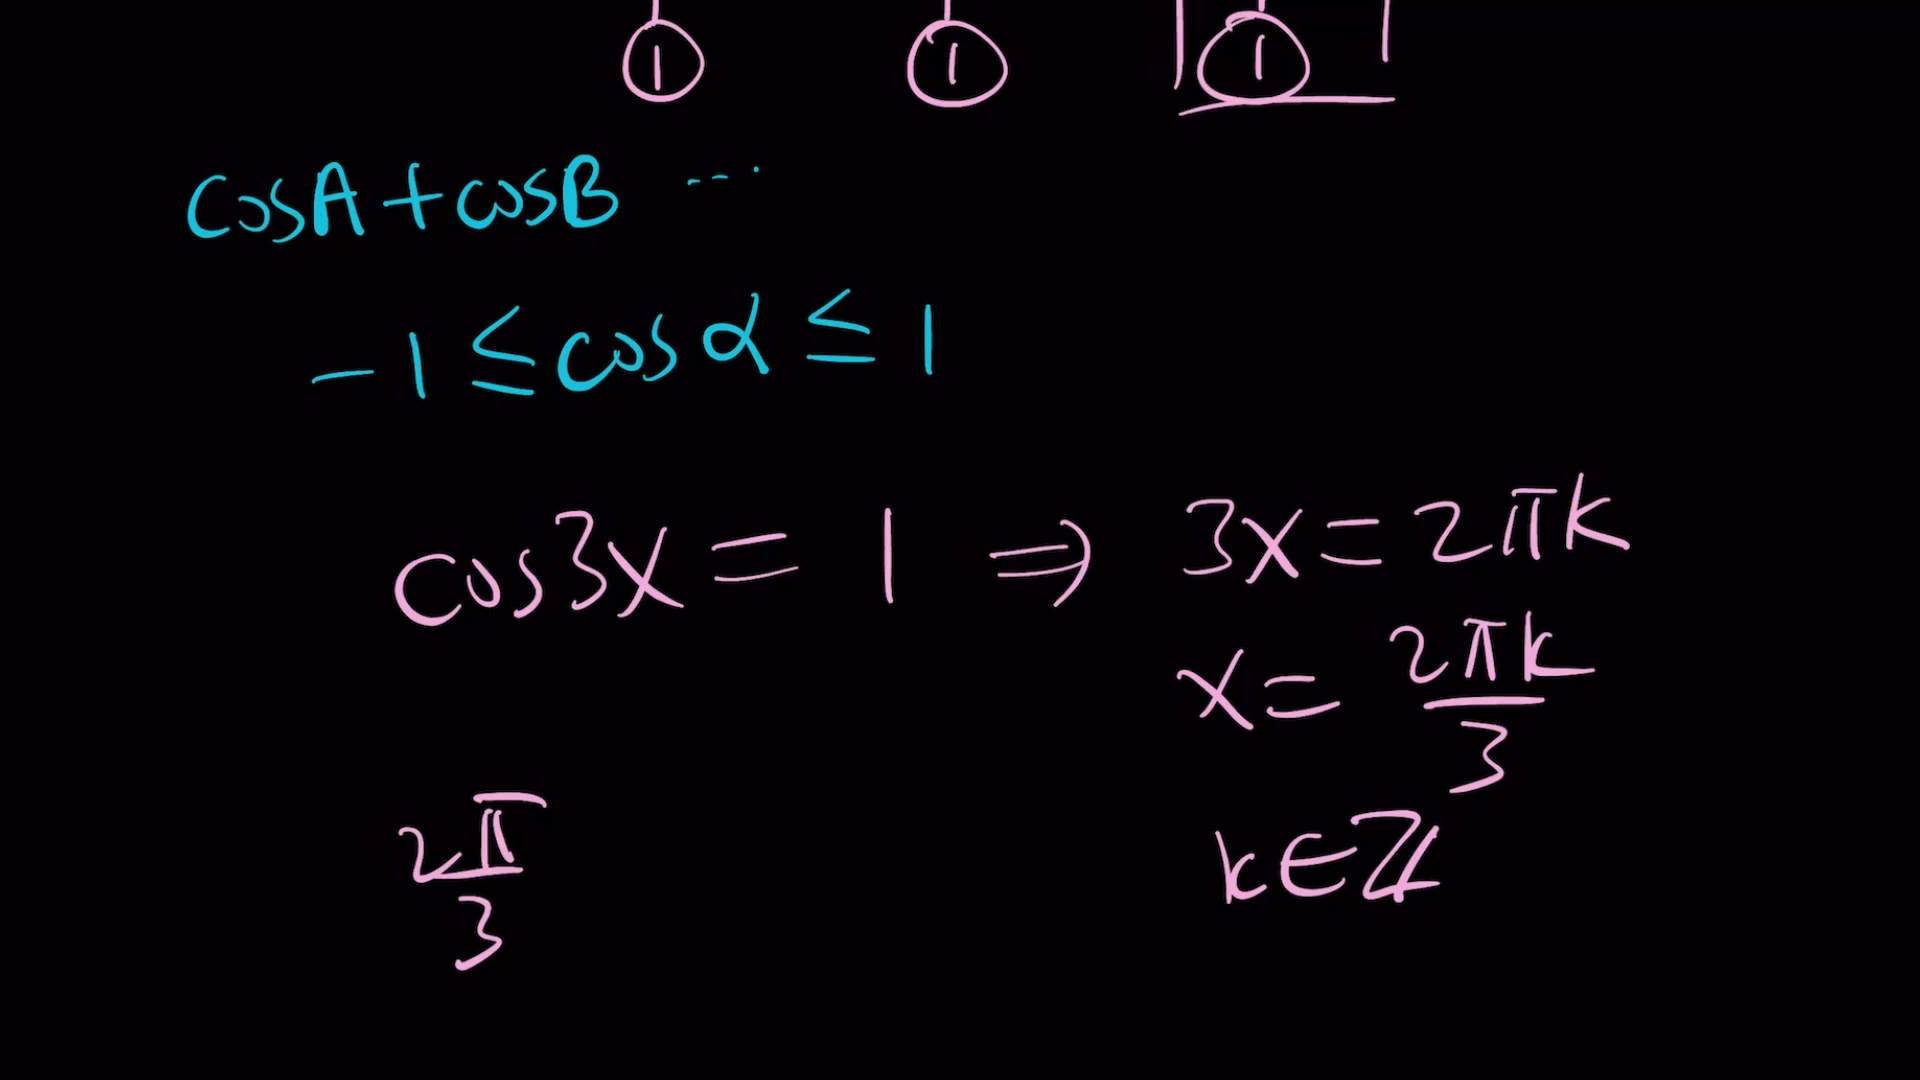 1 1 1
cosA + cosB ...
-1 ≤ cos α ≤ 1
cos3x = 1 ⇒ 3x = 2πk
x = 2πk/3
2π/3
k∈ℤ